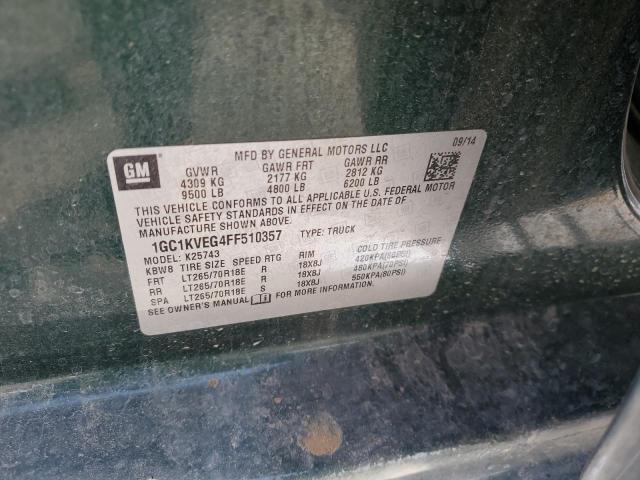 GM
MFD BY GENERAL MOTORS LLC
09/14
GVWR GAWR FRT GAWR RR
4309 KG 2177 KG 2812 KG
9500 LB 4800 LB 6200 LB
THIS VEHICLE CONFORMS TO ALL APPLICABLE U.S. FEDERAL MOTOR
VEHICLE SAFETY STANDARDS IN EFFECT ON THE DATE OF
MANUFACTURE SHOWN ABOVE.
1GC1KVEG4FF510357 TYPE: TRUCK
MODEL: K25743
KBW8 TIRE SIZE SPEED RTG RIM COLD TIRE PRESSURE
FRT LT265/70R18E R 18X8J 420KPA(60PSI)
RR LT265/70R18E R 18X8J 480KPA(70PSI)
SPA LT265/70R18E S 18X8J 550KPA(80PSI)
SEE OWNER'S MANUAL FOR MORE INFORMATION.